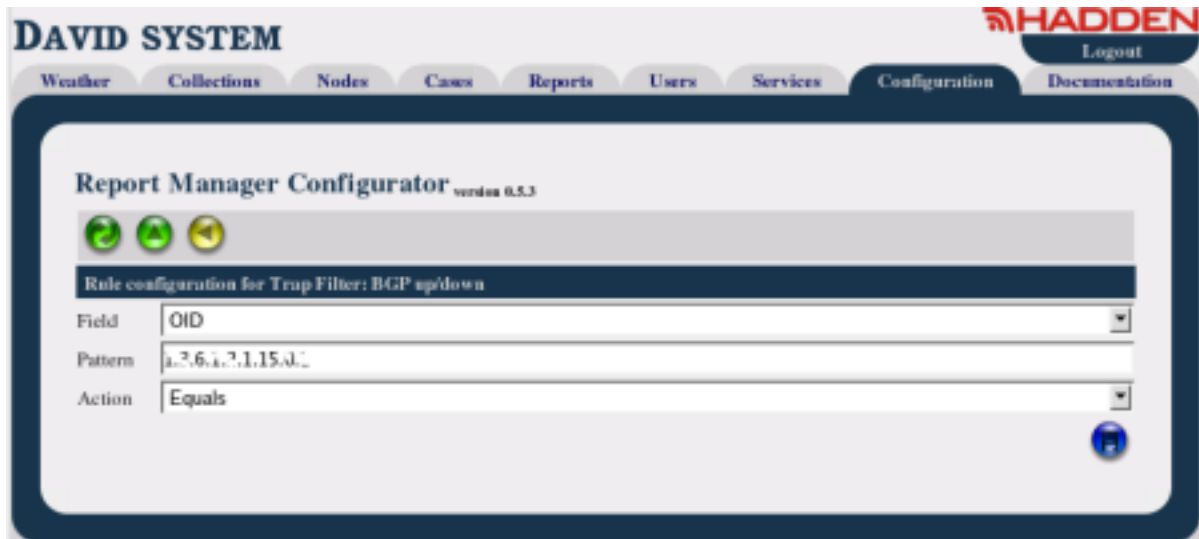 DAVID SYSTEM
HADDEN
Logout
Weather Collections Nodes Cases Reports Users Services Configuration Documentation
Report Manager Configurator version 0.5.3
Rule configuration for Trap Filter: BGP up/down
Field OID
Pattern
Action Equals